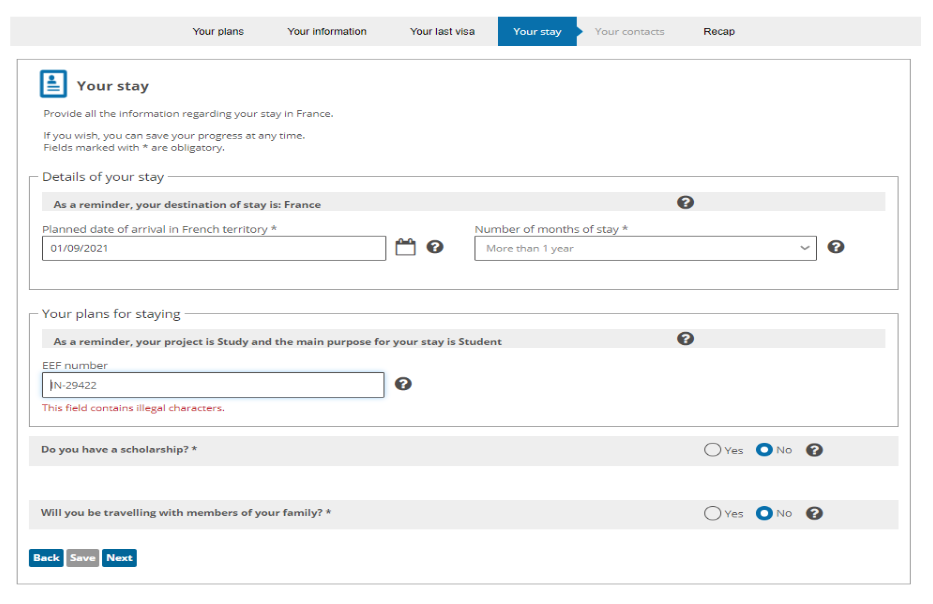 Your plans Your information Your last visa Your stay Your contacts Recap
Your stay
Provide all the information regarding your stay in France.
If you wish, you can save your progress at any time.
Fields marked with * are obligatory.
Details of your stay
As a reminder, your destination of stay is: France ?
Planned date of arrival in French territory * Number of months of stay *
01/09/2021 ? More than 1 year ?
Your plans for staying
As a reminder, your project is Study and the main purpose for your stay is Student ?
EEF number
IN-29422 ?
This field contains illegal characters.
Do you have a scholarship? * Yes No ?
Will you be travelling with members of your family? * Yes No ?
Back Save Next